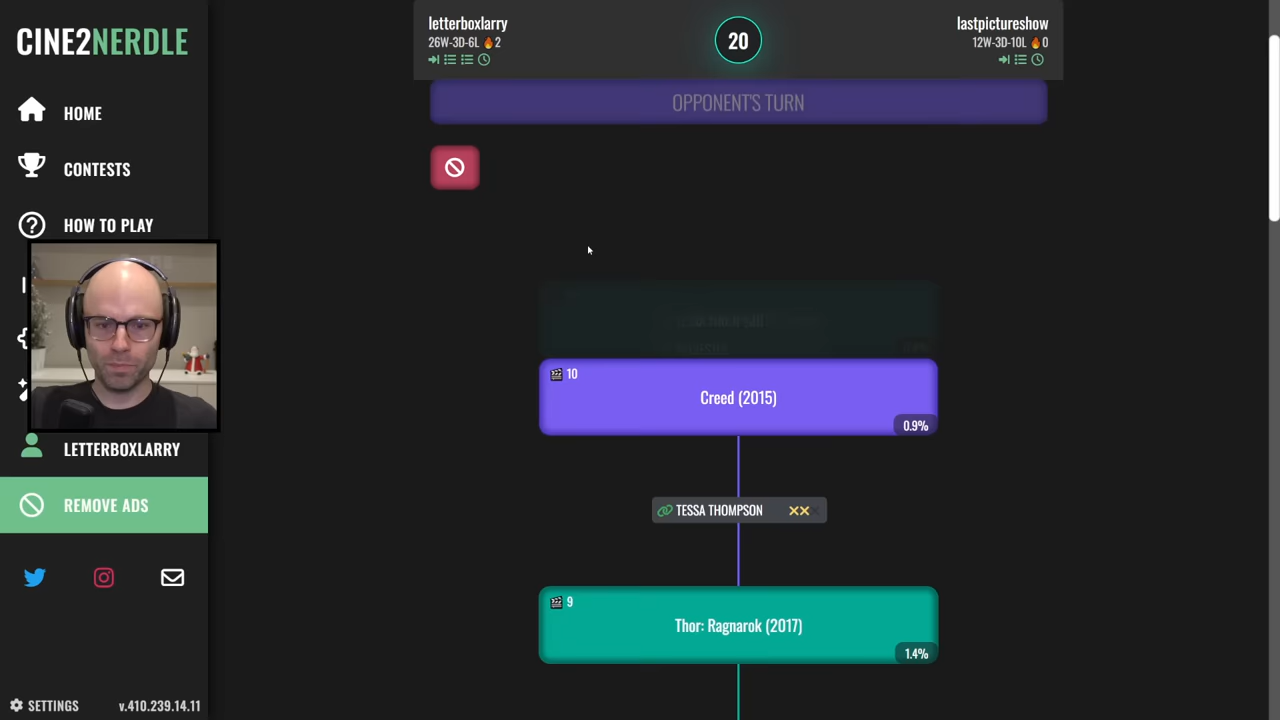 CINE2NERDLE
HOME
CONTESTS
HOW TO PLAY
LETTERBOXLARRY
REMOVE ADS
SETTINGS
v.410.239.14.11
letterboxlarry
26W-3D-6L 🔥2
20
lastpictureshow
12W-3D-10L 🔥0
OPPONENT'S TURN
10
Creed (2015)
0.9%
TESSA THOMPSON
9
Thor: Ragnarok (2017)
1.4%